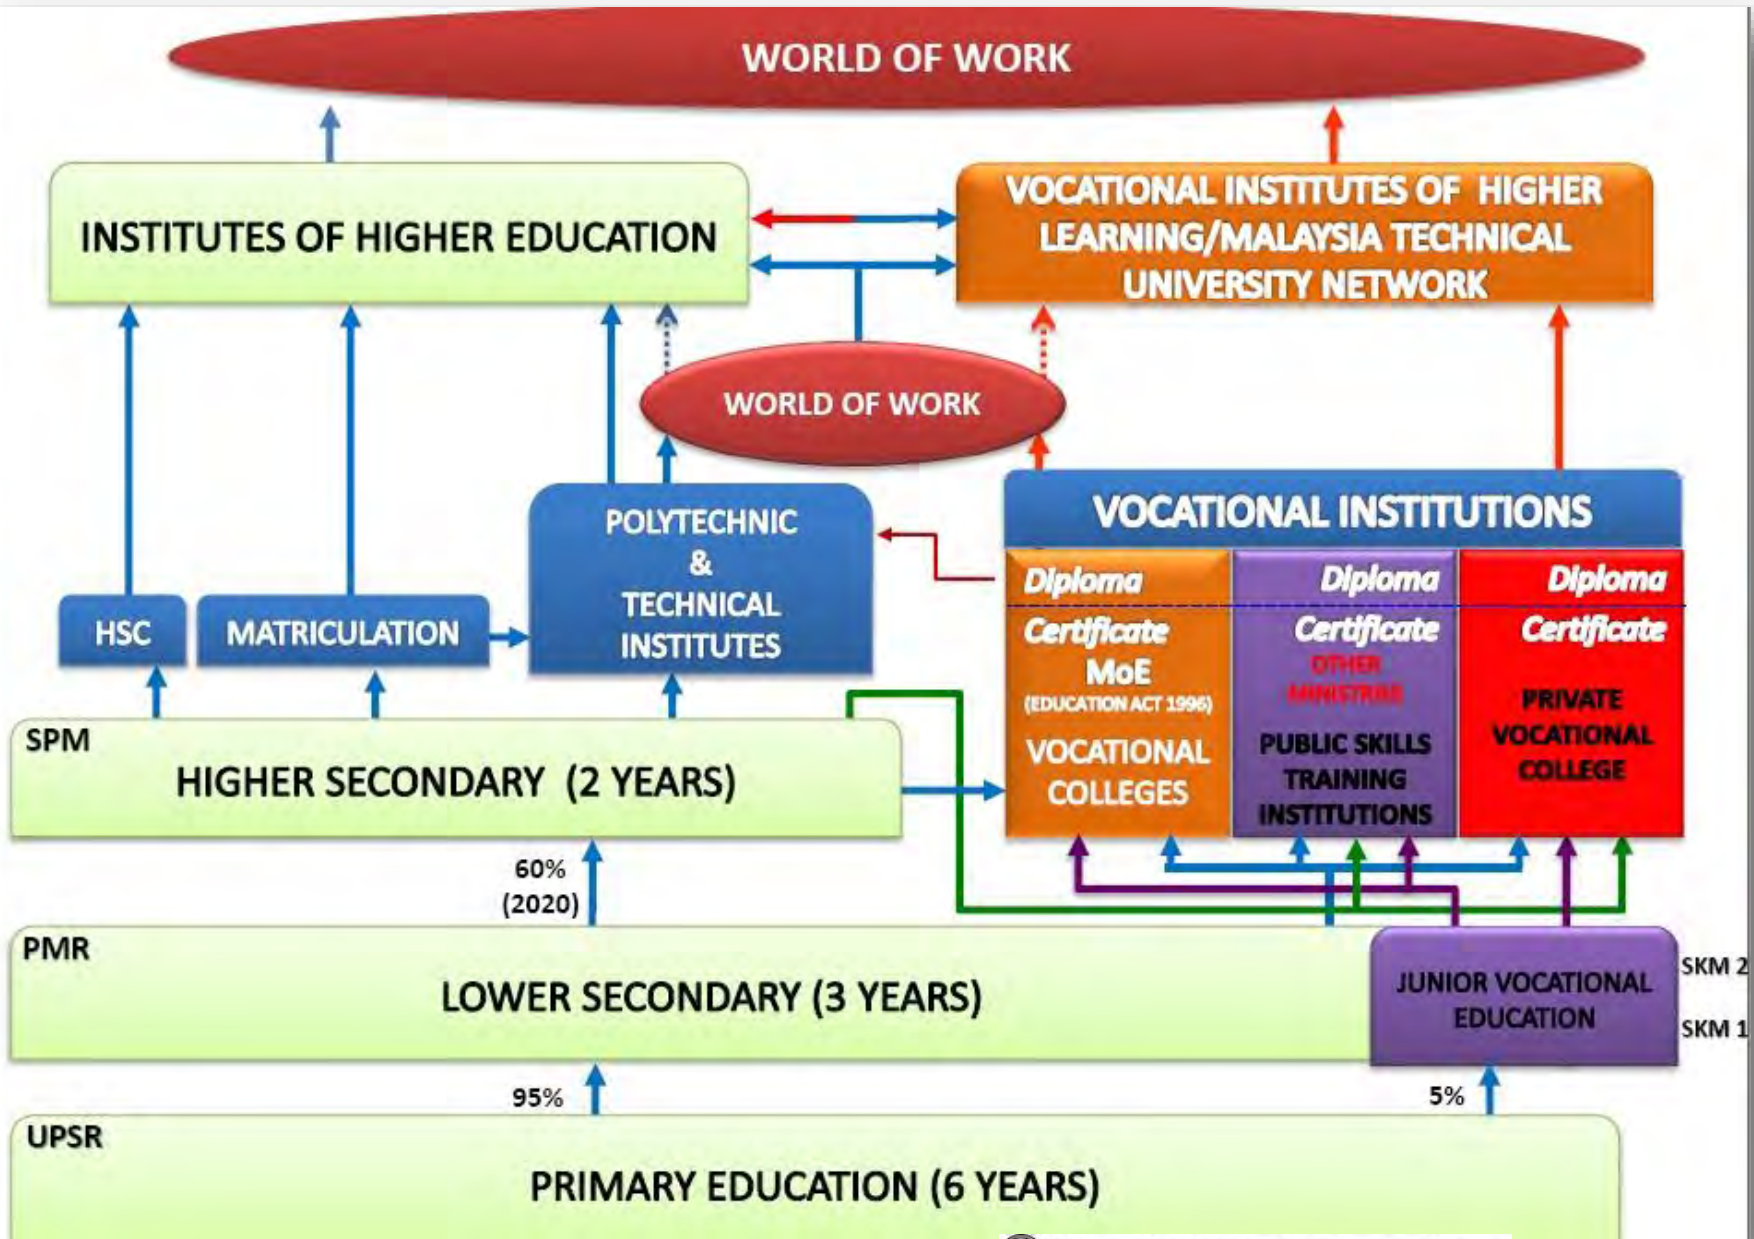 WORLD OF WORK
INSTITUTES OF HIGHER EDUCATION
VOCATIONAL INSTITUTES OF HIGHER
LEARNING/MALAYSIA TECHNICAL
UNIVERSITY NETWORK
WORLD OF WORK
POLYTECHNIC
&
TECHNICAL
INSTITUTES
HSC
MATRICULATION
VOCATIONAL INSTITUTIONS
Diploma
Certificate
MoE
(EDUCATION ACT 1996)
VOCATIONAL
COLLEGES
Diploma
Certificate
OTHER
MINISTRIES
PUBLIC SKILLS
TRAINING
INSTITUTIONS
Diploma
Certificate
PRIVATE
VOCATIONAL
COLLEGE
SPM
HIGHER SECONDARY (2 YEARS)
60%
(2020)
PMR
LOWER SECONDARY (3 YEARS)
JUNIOR VOCATIONAL
EDUCATION
SKM 2
SKM 1
95%
5%
UPSR
PRIMARY EDUCATION (6 YEARS)